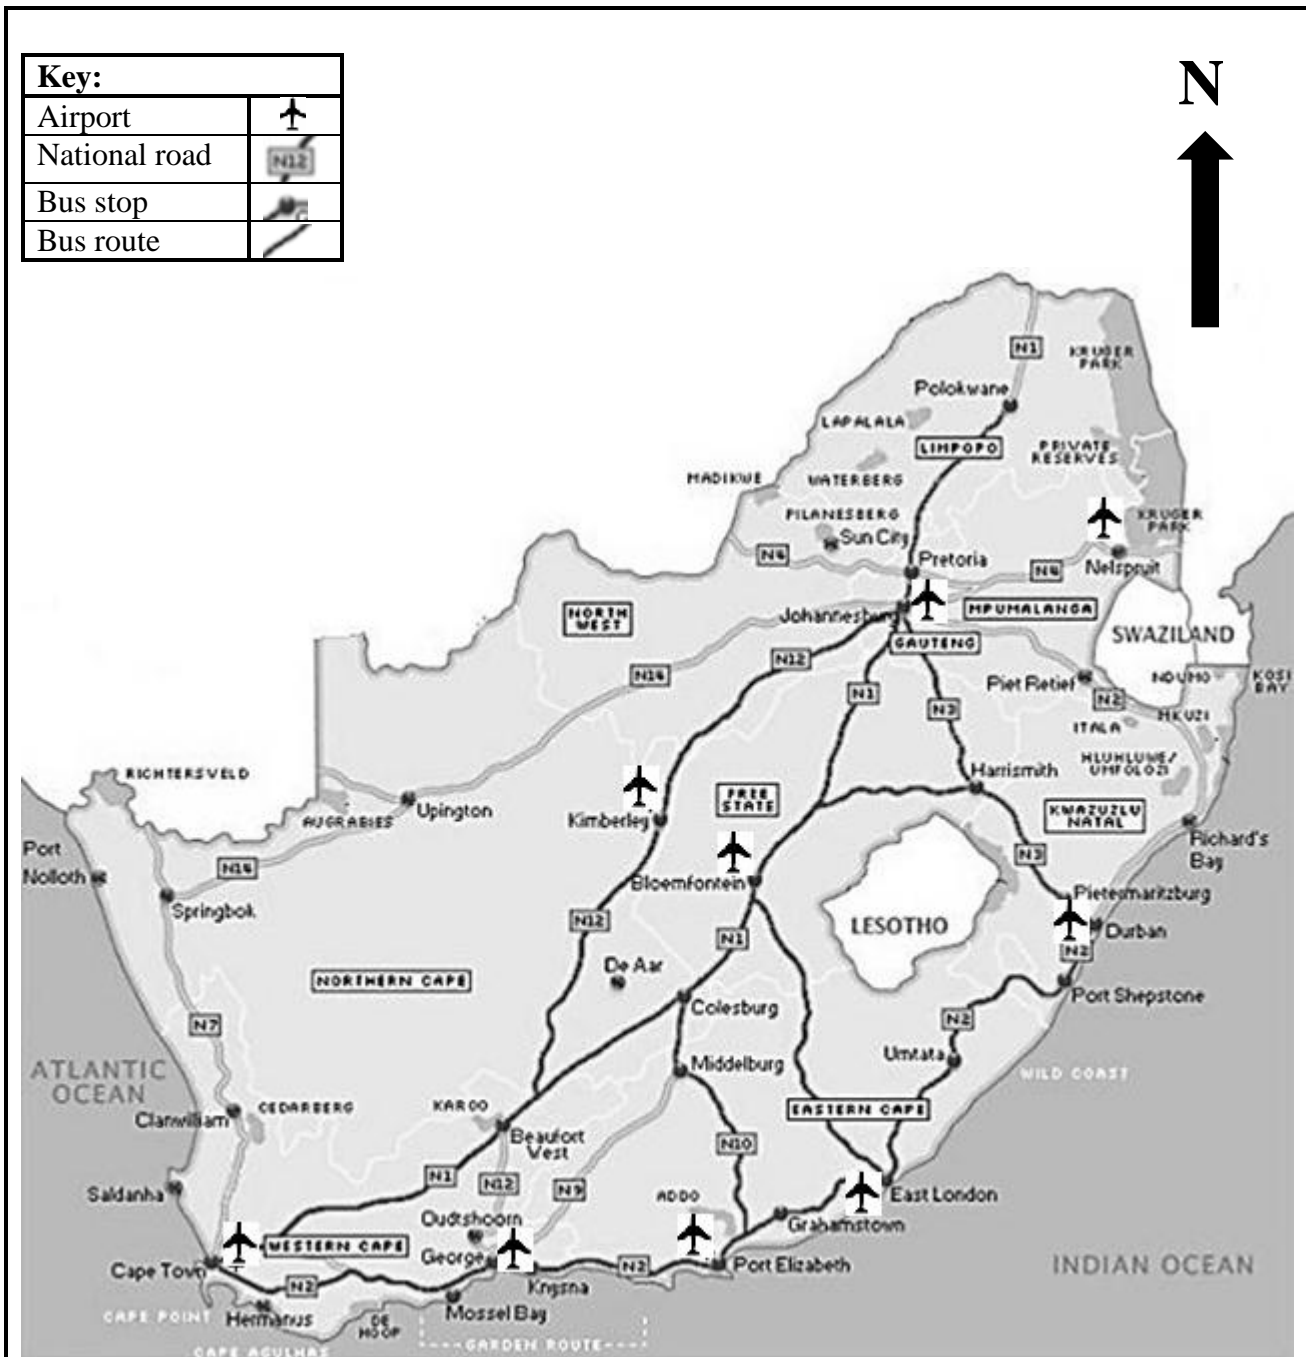 Key:
Airport
National road
N12
Bus stop
Bus route
N
N1
KRUGER
PARK
Polokwane
LAPALALA
LIMPOPO
PRIVATE
RESERVES
MADIKWE
WATERBERG
PILANESBERG
KRUGER
PARK
Sun City
N4
Pretoria
N4
Nelspruit
NORTH
WEST
Johannesburg
MPUMALANGA
GAUTENG
SWAZILAND
N12
N14
N1
Piet Retief
NDUMO
KOSI
BAY
N3
N2
ITALA
MKUZI
RICHTERSVELD
Harrismith
HLUHLUWE/
UMFOLOZI
FREE
STATE
AUGRABIES
Upington
Kimberley
KWAZUZLU
NATAL
Richard's
Bay
Port
Nolloth
N14
N3
Bloemfontein
Pietermaritzburg
Springbok
N12
N1
LESOTHO
Durban
N2
De Aar
NORTHERN CAPE
Colesburg
Port Shepstone
N7
N2
ATLANTIC
OCEAN
Middelburg
Umtata
WILD COAST
Clanwilliam
CEDARBERG
KAROO
EASTERN CAPE
Beaufort
West
N10
N1
N12
N9
Saldanha
ADDO
East London
Oudtshoorn
Grahamstown
WESTERN CAPE
George
Cape Town
N2
Knysna
N2
Port Elizabeth
INDIAN OCEAN
CAPE POINT
Hermanus
Mossel Bay
DE
HOOP
GARDEN ROUTE
CAPE AGULHAS